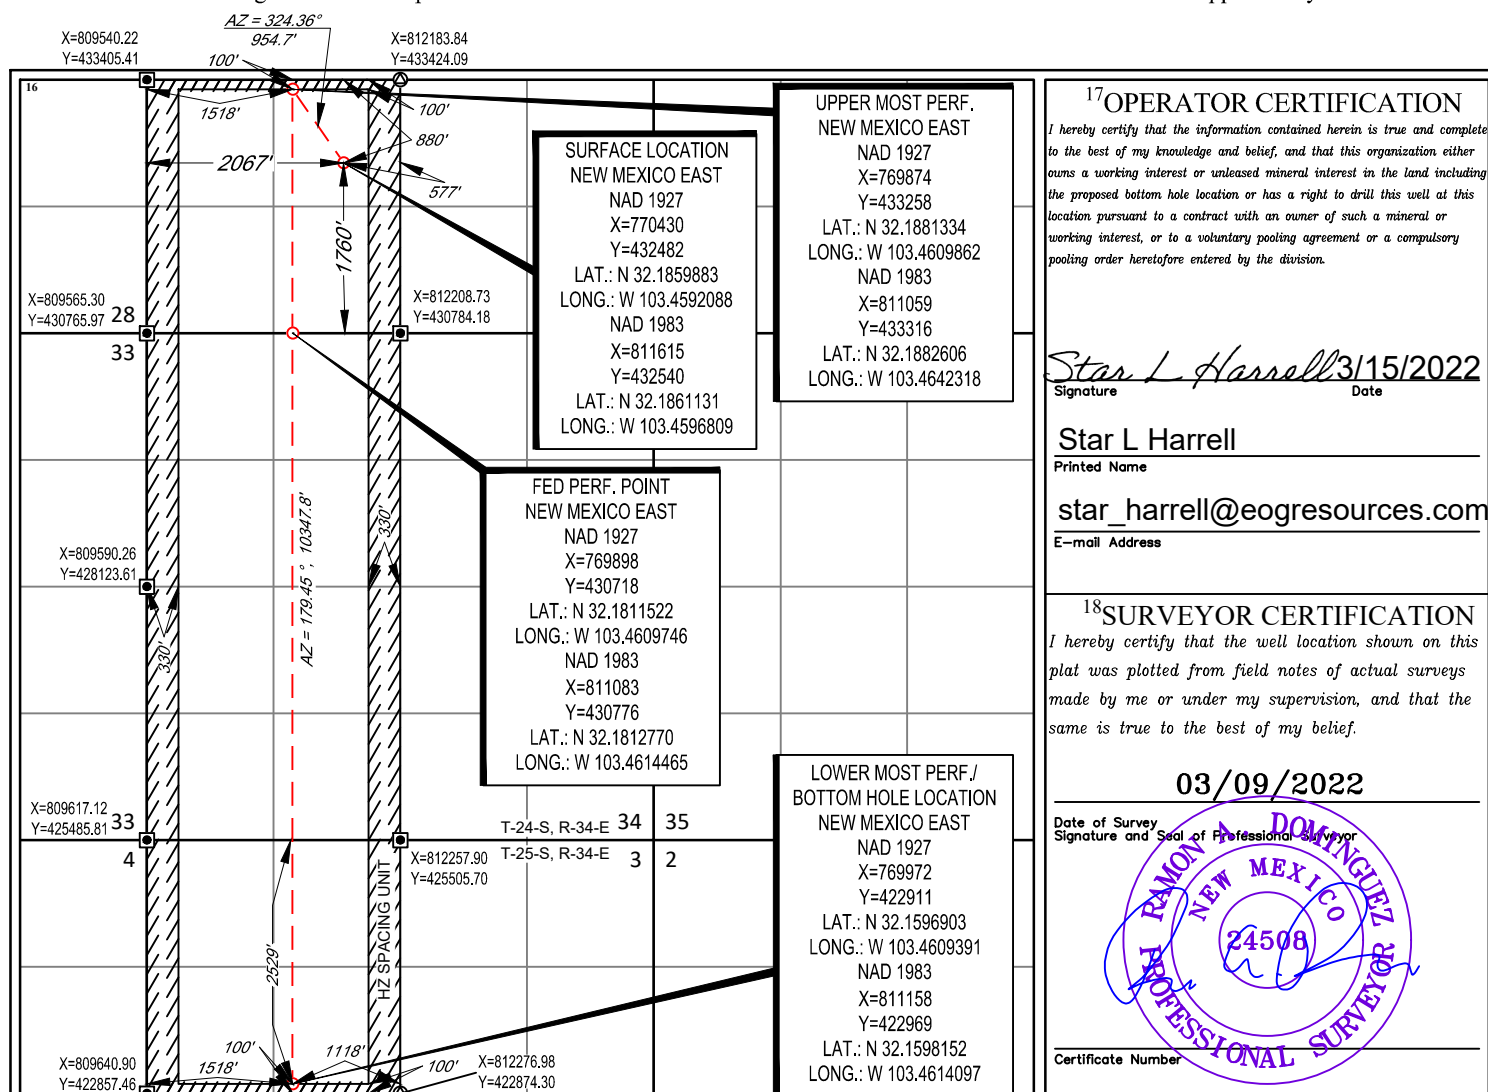 AZ = 324.36°
954.7'
X=809540.22
Y=433405.41
X=812183.84
Y=433424.09
100'
16
1518'
100'
880'
2067'
577'
1760'
X=809565.30
Y=430765.97
28
33
X=812208.73
Y=430784.18
SURFACE LOCATION
NEW MEXICO EAST
NAD 1927
X=770430
Y=432482
LAT.: N 32.1859883
LONG.: W 103.4592088
NAD 1983
X=811615
Y=432540
LAT.: N 32.1861131
LONG.: W 103.4596809
UPPER MOST PERF.
NEW MEXICO EAST
NAD 1927
X=769874
Y=433258
LAT.: N 32.1881334
LONG.: W 103.4609862
NAD 1983
X=811059
Y=433316
LAT.: N 32.1882606
LONG.: W 103.4642318
FED PERF. POINT
NEW MEXICO EAST
NAD 1927
X=769898
Y=430718
LAT.: N 32.1811522
LONG.: W 103.4609746
NAD 1983
X=811083
Y=430776
LAT.: N 32.1812770
LONG.: W 103.4614465
330'
AZ = 179.45°, 10347.8'
X=809590.26
Y=428123.61
330'
X=809617.12
Y=425485.81
33
4
T-24-S, R-34-E
34
35
T-25-S, R-34-E
3
2
X=812257.90
Y=425505.70
HZ SPACING UNIT
2529'
LOWER MOST PERF./
BOTTOM HOLE LOCATION
NEW MEXICO EAST
NAD 1927
X=769972
Y=422911
LAT.: N 32.1596903
LONG.: W 103.4609391
NAD 1983
X=811158
Y=422969
LAT.: N 32.1598152
LONG.: W 103.4614097
100'
1118'
1518'
100'
X=809640.90
Y=422857.46
X=812276.98
Y=422874.30
17 OPERATOR CERTIFICATION
I hereby certify that the information contained herein is true and complete
to the best of my knowledge and belief, and that this organization either
owns a working interest or unleased mineral interest in the land including
the proposed bottom hole location or has a right to drill this well at this
location pursuant to a contract with an owner of such a mineral or
working interest, or to a voluntary pooling agreement or a compulsory
pooling order heretofore entered by the division.
Star L Harrell 3/15/2022
Signature Date
Star L Harrell
Printed Name
star_harrell@eogresources.com
E-mail Address
18 SURVEYOR CERTIFICATION
I hereby certify that the well location shown on this
plat was plotted from field notes of actual surveys
made by me or under my supervision, and that the
same is true to the best of my belief.
03/09/2022
Date of Survey
Signature and Seal of Professional Surveyor
RAMON A. DOMINGUEZ
NEW MEXICO
24508
PROFESSIONAL SURVEYOR
Certificate Number